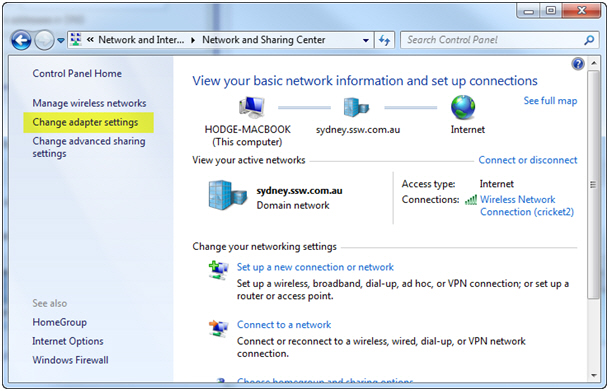 « Network and Inter... ▸ Network and Sharing Center
Search Control Panel
Control Panel Home
Manage wireless networks
Change adapter settings
Change advanced sharing
settings
See also
HomeGroup
Internet Options
Windows Firewall
View your basic network information and set up connections
See full map
HODGE-MACBOOK
(This computer)
sydney.ssw.com.au
Internet
View your active networks
Connect or disconnect
sydney.ssw.com.au
Domain network
Access type: Internet
Connections: Wireless Network
Connection (cricket2)
Change your networking settings
Set up a new connection or network
Set up a wireless, broadband, dial-up, ad hoc, or VPN connection; or set up a
router or access point.
Connect to a network
Connect or reconnect to a wireless, wired, dial-up, or VPN network
connection.
Choose homegroup and sharing options